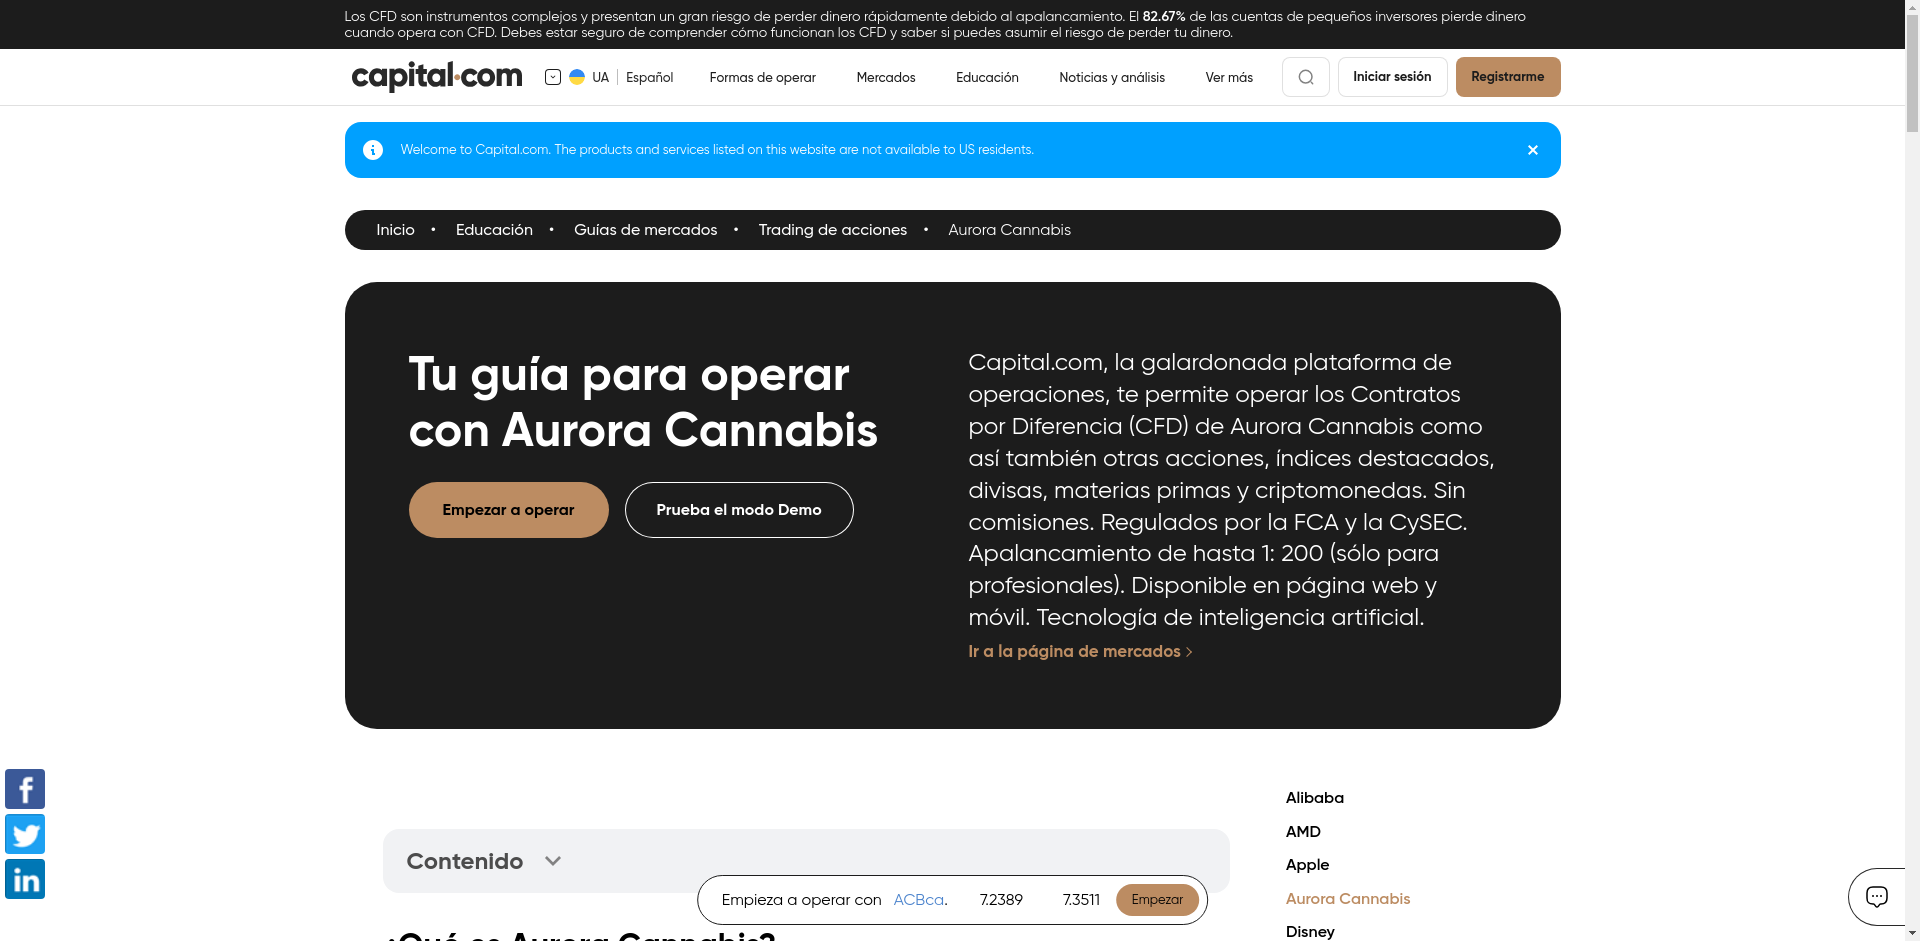 Los CFD son instrumentos complejos y presentan un gran riesgo de perder dinero rápidamente debido al apalancamiento. El 82.67% de las cuentas de pequeños inversores pierde dinero
cuando opera con CFD. Debes estar seguro de comprender cómo funcionan los CFD y saber si puedes asumir el riesgo de perder tu dinero.
capital.com UA Español Formas de operar Mercados Educación Noticias y análisis Ver más Iniciar sesión Registrarme
Welcome to Capital.com. The products and services listed on this website are not available to US residents.
Inicio • Educación • Guías de mercados • Trading de acciones • Aurora Cannabis
Tu guía para operar
con Aurora Cannabis
Empezar a operar Prueba el modo Demo
Capital.com, la galardonada plataforma de
operaciones, te permite operar los Contratos
por Diferencia (CFD) de Aurora Cannabis como
así también otras acciones, índices destacados,
divisas, materias primas y criptomonedas. Sin
comisiones. Regulados por la FCA y la CySEC.
Apalancamiento de hasta 1: 200 (sólo para
profesionales). Disponible en página web y
móvil. Tecnología de inteligencia artificial.
Ir a la página de mercados
Contenido
¿Qué es Aurora Cannabis?
Alibaba
AMD
Apple
Aurora Cannabis
Disney
Empieza a operar con ACBca. 7.2389 7.3511 Empezar